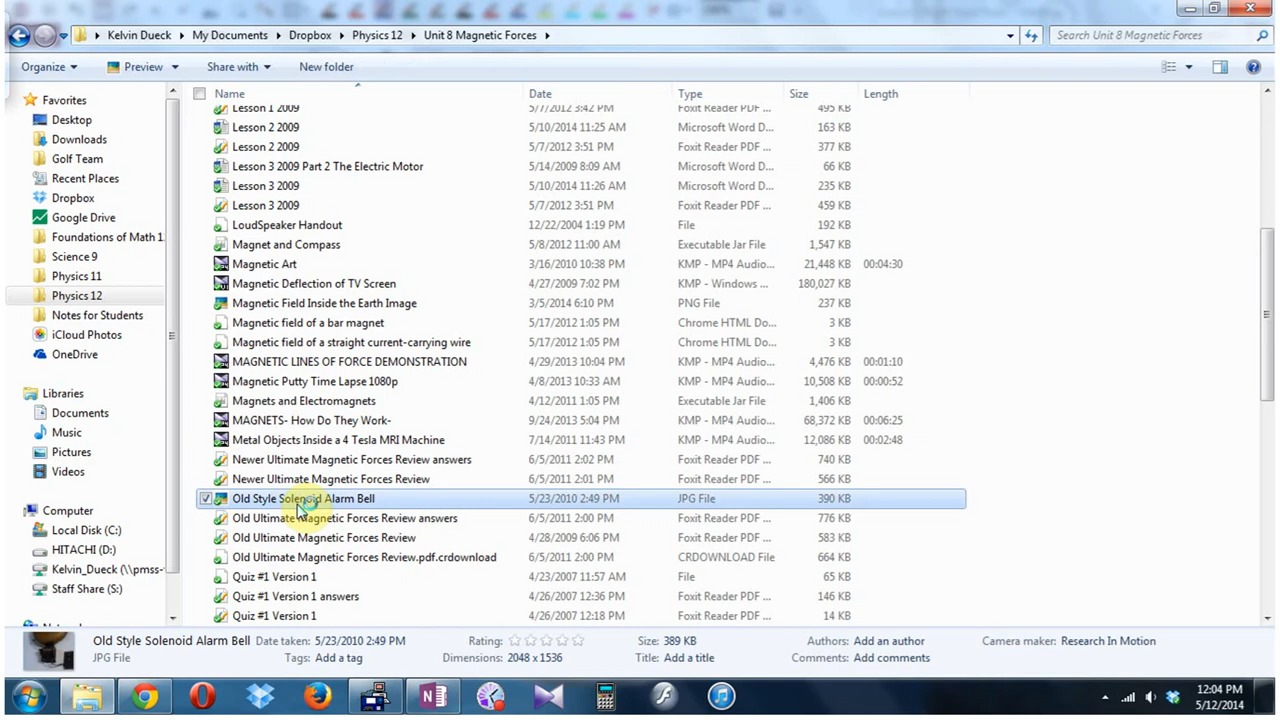 Kelvin Dueck ▸ My Documents ▸ Dropbox ▸ Physics 12 ▸ Unit 8 Magnetic Forces ▸ Search Unit 8 Magnetic Forces
Organize Preview Share with New folder
Name Date Type Size Length
Lesson 1 2009 5/7/2012 3:42 PM Foxit Reader PDF ... 495 KB
Lesson 2 2009 5/10/2014 11:25 AM Microsoft Word D... 163 KB
Lesson 2 2009 5/7/2012 3:51 PM Foxit Reader PDF ... 377 KB
Lesson 3 2009 Part 2 The Electric Motor 5/14/2009 8:09 AM Microsoft Word D... 66 KB
Lesson 3 2009 5/10/2014 11:26 AM Microsoft Word D... 235 KB
Lesson 3 2009 5/7/2012 3:51 PM Foxit Reader PDF ... 459 KB
LoudSpeaker Handout 12/22/2004 1:19 PM File 192 KB
Magnet and Compass 5/8/2012 11:00 AM Executable Jar File 1,547 KB
Magnetic Art 3/16/2010 10:38 PM KMP - MP4 Audio... 21,448 KB 00:04:30
Magnetic Deflection of TV Screen 4/27/2009 7:02 PM KMP - Windows ... 180,027 KB
Magnetic Field Inside the Earth Image 3/5/2014 6:10 PM PNG File 237 KB
Magnetic field of a bar magnet 5/17/2012 1:05 PM Chrome HTML Do... 3 KB
Magnetic field of a straight current-carrying wire 5/17/2012 1:05 PM Chrome HTML Do... 3 KB
MAGNETIC LINES OF FORCE DEMONSTRATION 4/29/2013 10:04 PM KMP - MP4 Audio... 4,476 KB 00:01:10
Magnetic Putty Time Lapse 1080p 4/8/2013 10:33 AM KMP - MP4 Audio... 10,508 KB 00:00:52
Magnets and Electromagnets 4/12/2011 1:05 PM Executable Jar File 1,406 KB
MAGNETS- How Do They Work- 9/24/2013 5:04 PM KMP - MP4 Audio... 68,372 KB 00:06:25
Metal Objects Inside a 4 Tesla MRI Machine 7/14/2011 11:43 PM KMP - MP4 Audio... 12,086 KB 00:02:48
Newer Ultimate Magnetic Forces Review answers 6/5/2011 2:02 PM Foxit Reader PDF ... 740 KB
Newer Ultimate Magnetic Forces Review 6/5/2011 2:01 PM Foxit Reader PDF ... 566 KB
Old Style Solenoid Alarm Bell 5/23/2010 2:49 PM JPG File 390 KB
Old Ultimate Magnetic Forces Review answers 6/5/2011 2:00 PM Foxit Reader PDF ... 776 KB
Old Ultimate Magnetic Forces Review 4/28/2009 6:06 PM Foxit Reader PDF ... 583 KB
Old Ultimate Magnetic Forces Review.pdf.crdownload 6/5/2011 2:00 PM CRDOWNLOAD File 664 KB
Quiz #1 Version 1 4/23/2007 11:57 AM File 65 KB
Quiz #1 Version 1 answers 4/26/2007 12:36 PM Foxit Reader PDF ... 146 KB
Quiz #1 Version 1 4/26/2007 12:18 PM Foxit Reader PDF ... 14 KB
Favorites
Desktop
Downloads
Golf Team
Recent Places
Dropbox
Google Drive
Foundations of Math 1
Science 9
Physics 11
Physics 12
Notes for Students
iCloud Photos
OneDrive
Libraries
Documents
Music
Pictures
Videos
Computer
Local Disk (C:)
HITACHI (D:)
Kelvin_Dueck (\\pmss-
Staff Share (S:)
Old Style Solenoid Alarm Bell Date taken: 5/23/2010 2:49 PM Rating: Size: 389 KB Authors: Add an author Camera maker: Research In Motion
JPG File Tags: Add a tag Dimensions: 2048 x 1536 Title: Add a title Comments: Add comments
12:04 PM
5/12/2014